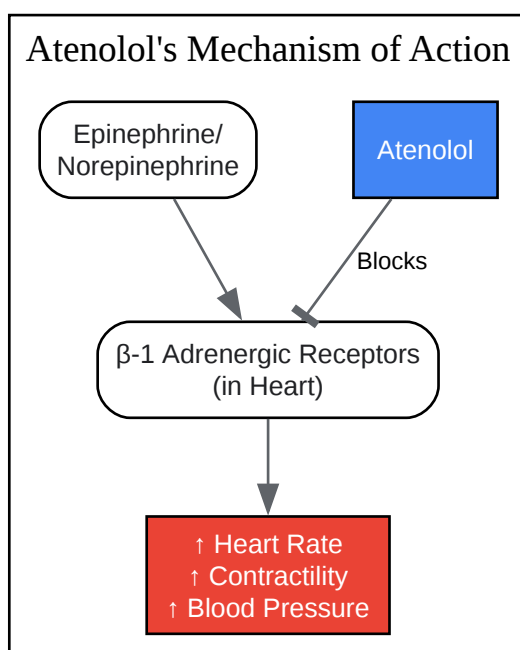 Atenolol's Mechanism of Action
Epinephrine/
Norepinephrine
Atenolol
Blocks
β-1 Adrenergic Receptors
(in Heart)
↑ Heart Rate
↑ Contractility
↑ Blood Pressure